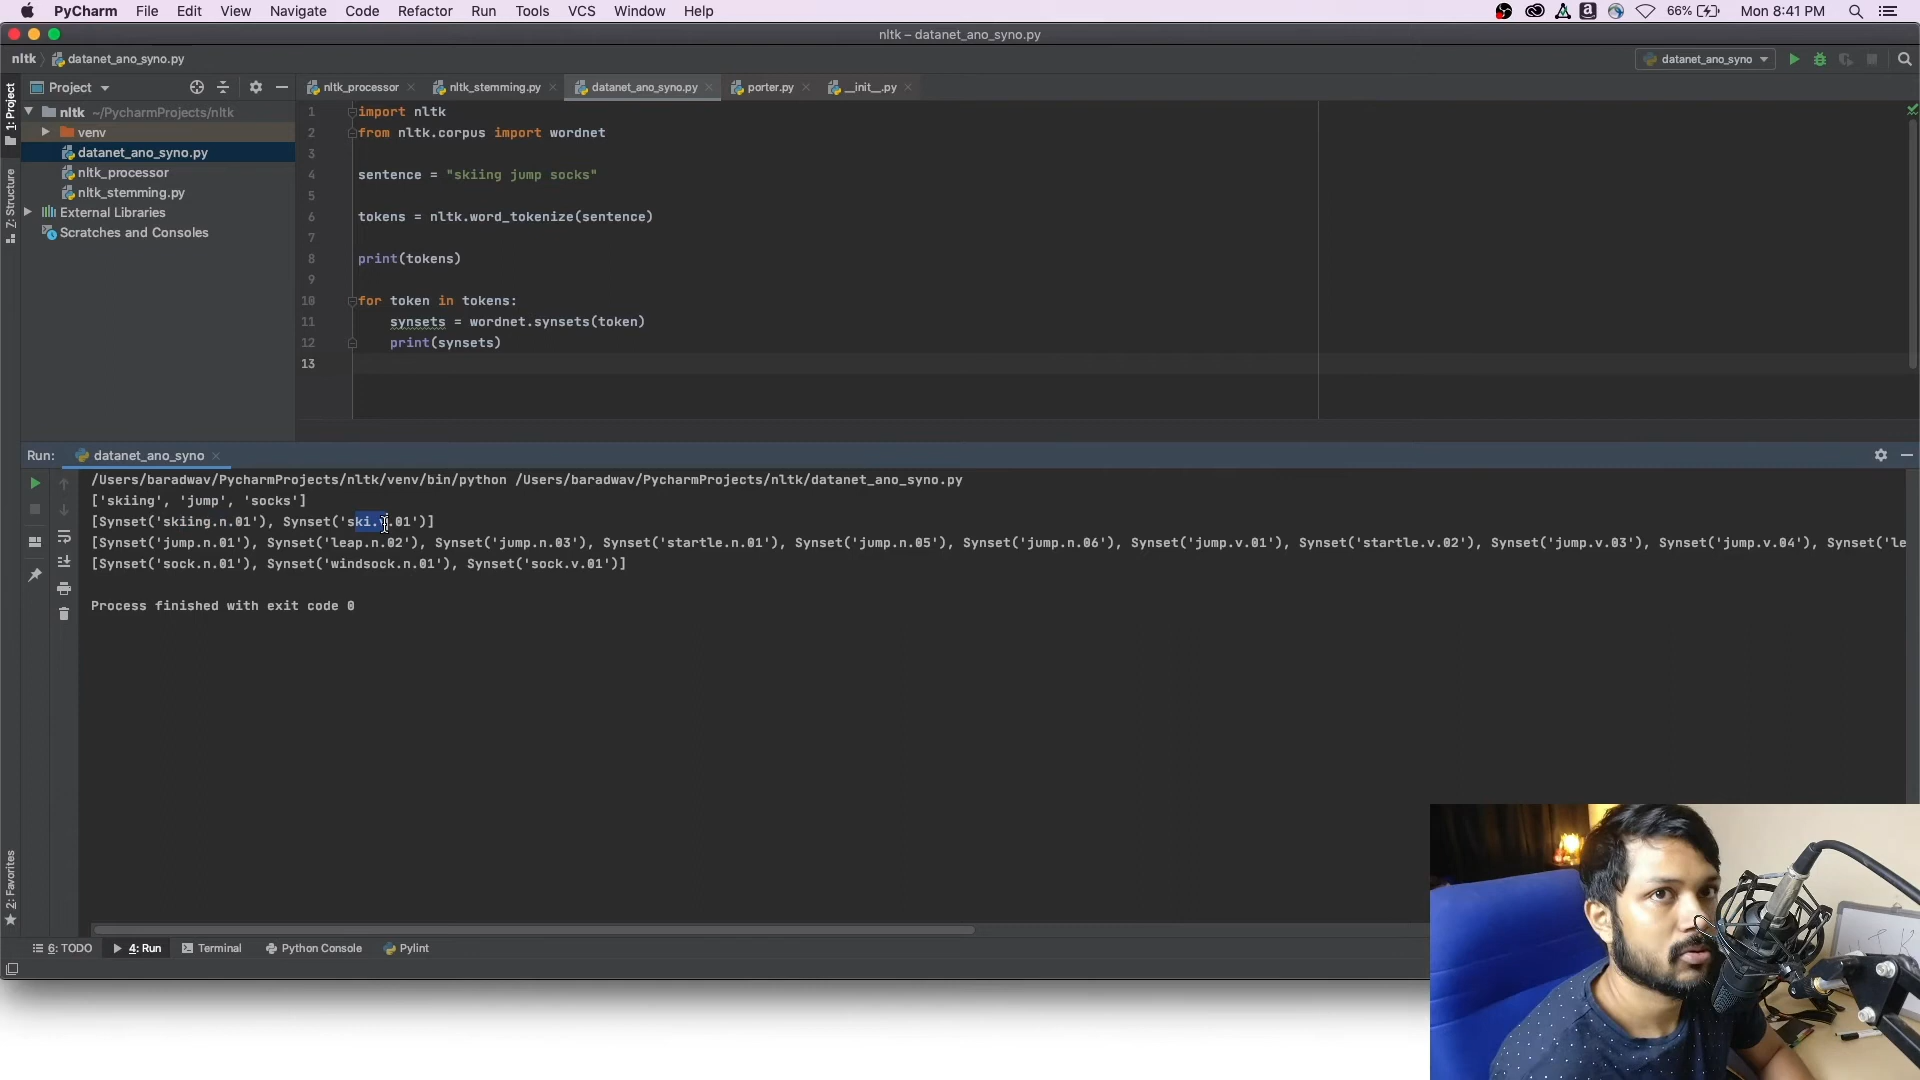 PyCharm File Edit View Navigate Code Refactor Run Tools VCS Window Help 66% Mon 8:41 PM
nltk – datanet_ano_syno.py
nltk datanet_ano_syno.py datanet_ano_syno
1: Project
Project nltk_processor nltk_stemming.py datanet_ano_syno.py porter.py __init__.py
nltk ~/PycharmProjects/nltk
venv
datanet_ano_syno.py
nltk_processor
nltk_stemming.py
External Libraries
Scratches and Consoles
Z: Structure
1 import nltk
2 from nltk.corpus import wordnet
3
4 sentence = "skiing jump socks"
5
6 tokens = nltk.word_tokenize(sentence)
7
8 print(tokens)
9
10 for token in tokens:
11 synsets = wordnet.synsets(token)
12 print(synsets)
13
Run: datanet_ano_syno
/Users/baradwav/PycharmProjects/nltk/venv/bin/python /Users/baradwav/PycharmProjects/nltk/datanet_ano_syno.py
['skiing', 'jump', 'socks']
[Synset('skiing.n.01'), Synset('ski.v.01')]
[Synset('jump.n.01'), Synset('leap.n.02'), Synset('jump.n.03'), Synset('startle.n.01'), Synset('jump.n.05'), Synset('jump.n.06'), Synset('jump.v.01'), Synset('startle.v.02'), Synset('jump.v.03'), Synset('jump.v.04'), Synset('le
[Synset('sock.n.01'), Synset('windsock.n.01'), Synset('sock.v.01')]
Process finished with exit code 0
2: Favorites
6: TODO 4: Run Terminal Python Console Pylint